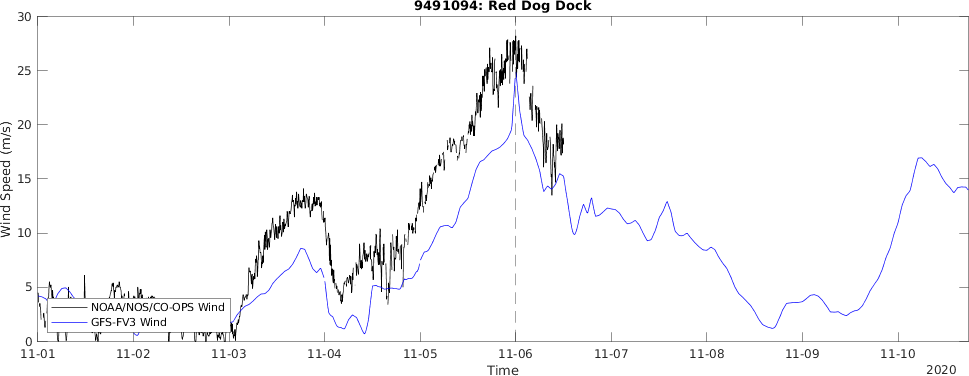 9491094: Red Dog Dock
30
25
20
15
10
5
0
Wind Speed (m/s)
NOAA/NOS/CO-OPS Wind
GFS-FV3 Wind
11-01 11-02 11-03 11-04 11-05 11-06 11-07 11-08 11-09 11-10
Time
2020